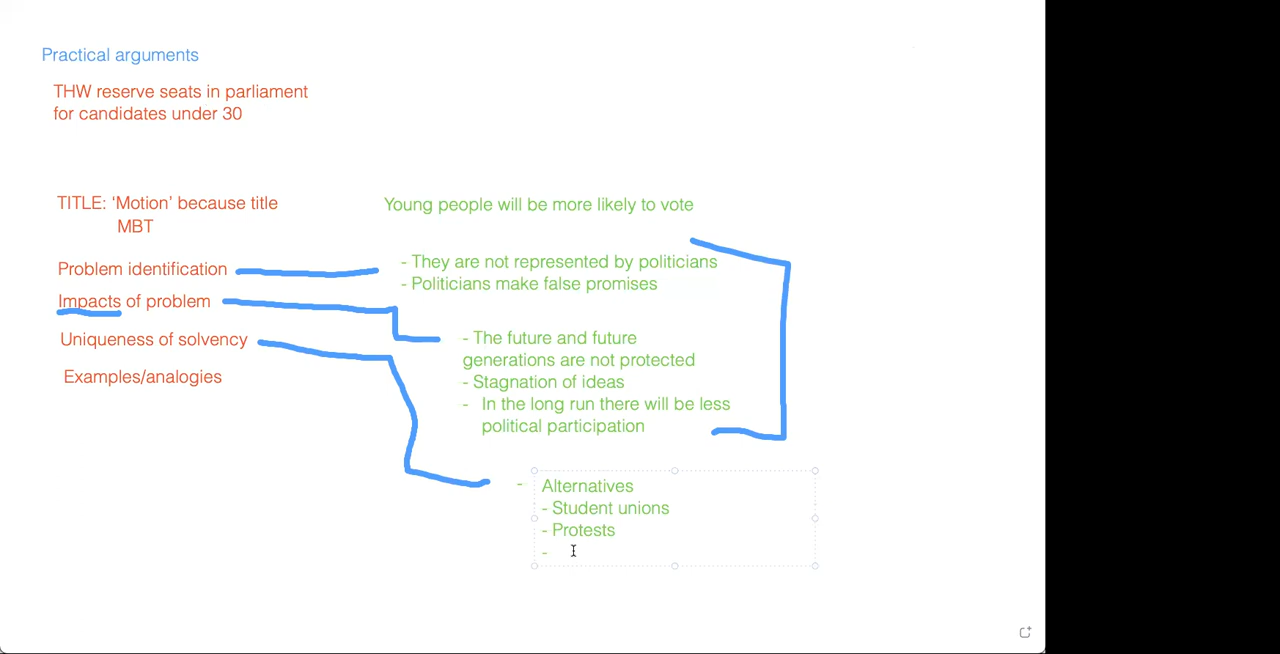 Practical arguments
THW reserve seats in parliament
for candidates under 30
TITLE: ‘Motion’ because title
MBT
Young people will be more likely to vote
Problem identification
- They are not represented by politicians
- Politicians make false promises
Impacts of problem
- The future and future
generations are not protected
- Stagnation of ideas
- In the long run there will be less
political participation
Uniqueness of solvency
- Alternatives
- Student unions
- Protests
-
Examples/analogies